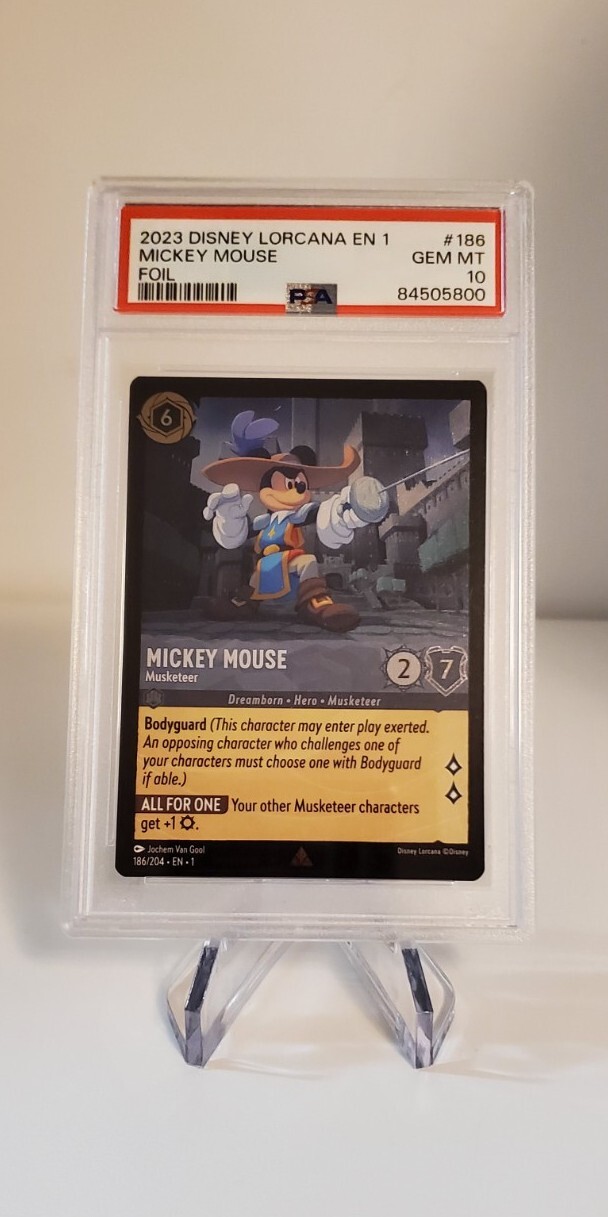 2023 DISNEY LORCANA EN 1 #186
MICKEY MOUSE GEM MT
FOIL 10
PSA 84505800
6
MICKEY MOUSE
Musketeer
2 7
Dreamborn • Hero • Musketeer
Bodyguard (This character may enter play exerted.
An opposing character who challenges one of
your characters must choose one with Bodyguard
if able.)
ALL FOR ONE Your other Musketeer characters
get +1 .
Jochem Van Gool
186/204 • EN • 1
Disney Lorcana ©Disney